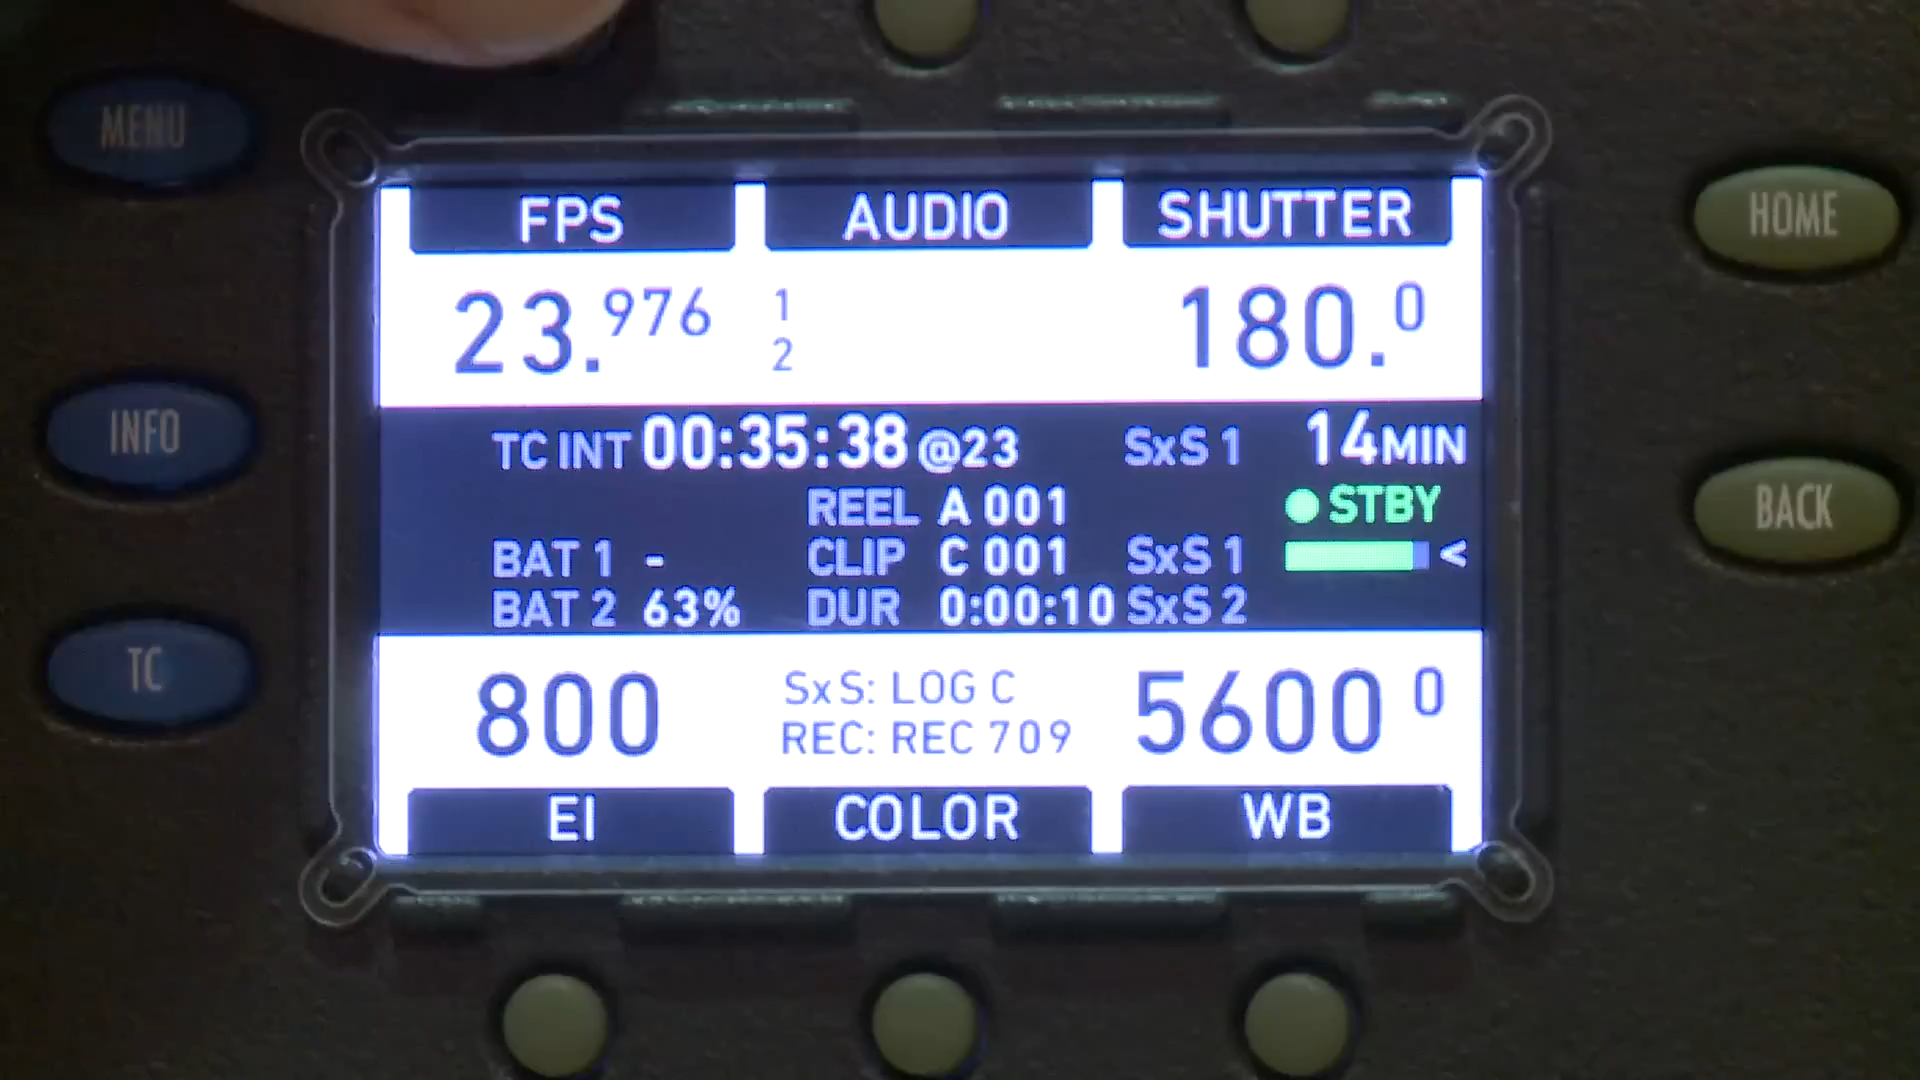 MENU
FPS AUDIO SHUTTER
HOME
23.976 1 180.0
2
INFO
TC INT 00:35:38 @23 SxS 1 14MIN
REEL A 001 STBY
BACK
BAT 1 - CLIP C 001 SxS 1 <
BAT 2 63% DUR 0:00:10 SxS 2
TC
800 SxS: LOG C 5600 0
REC: REC 709
EI COLOR WB